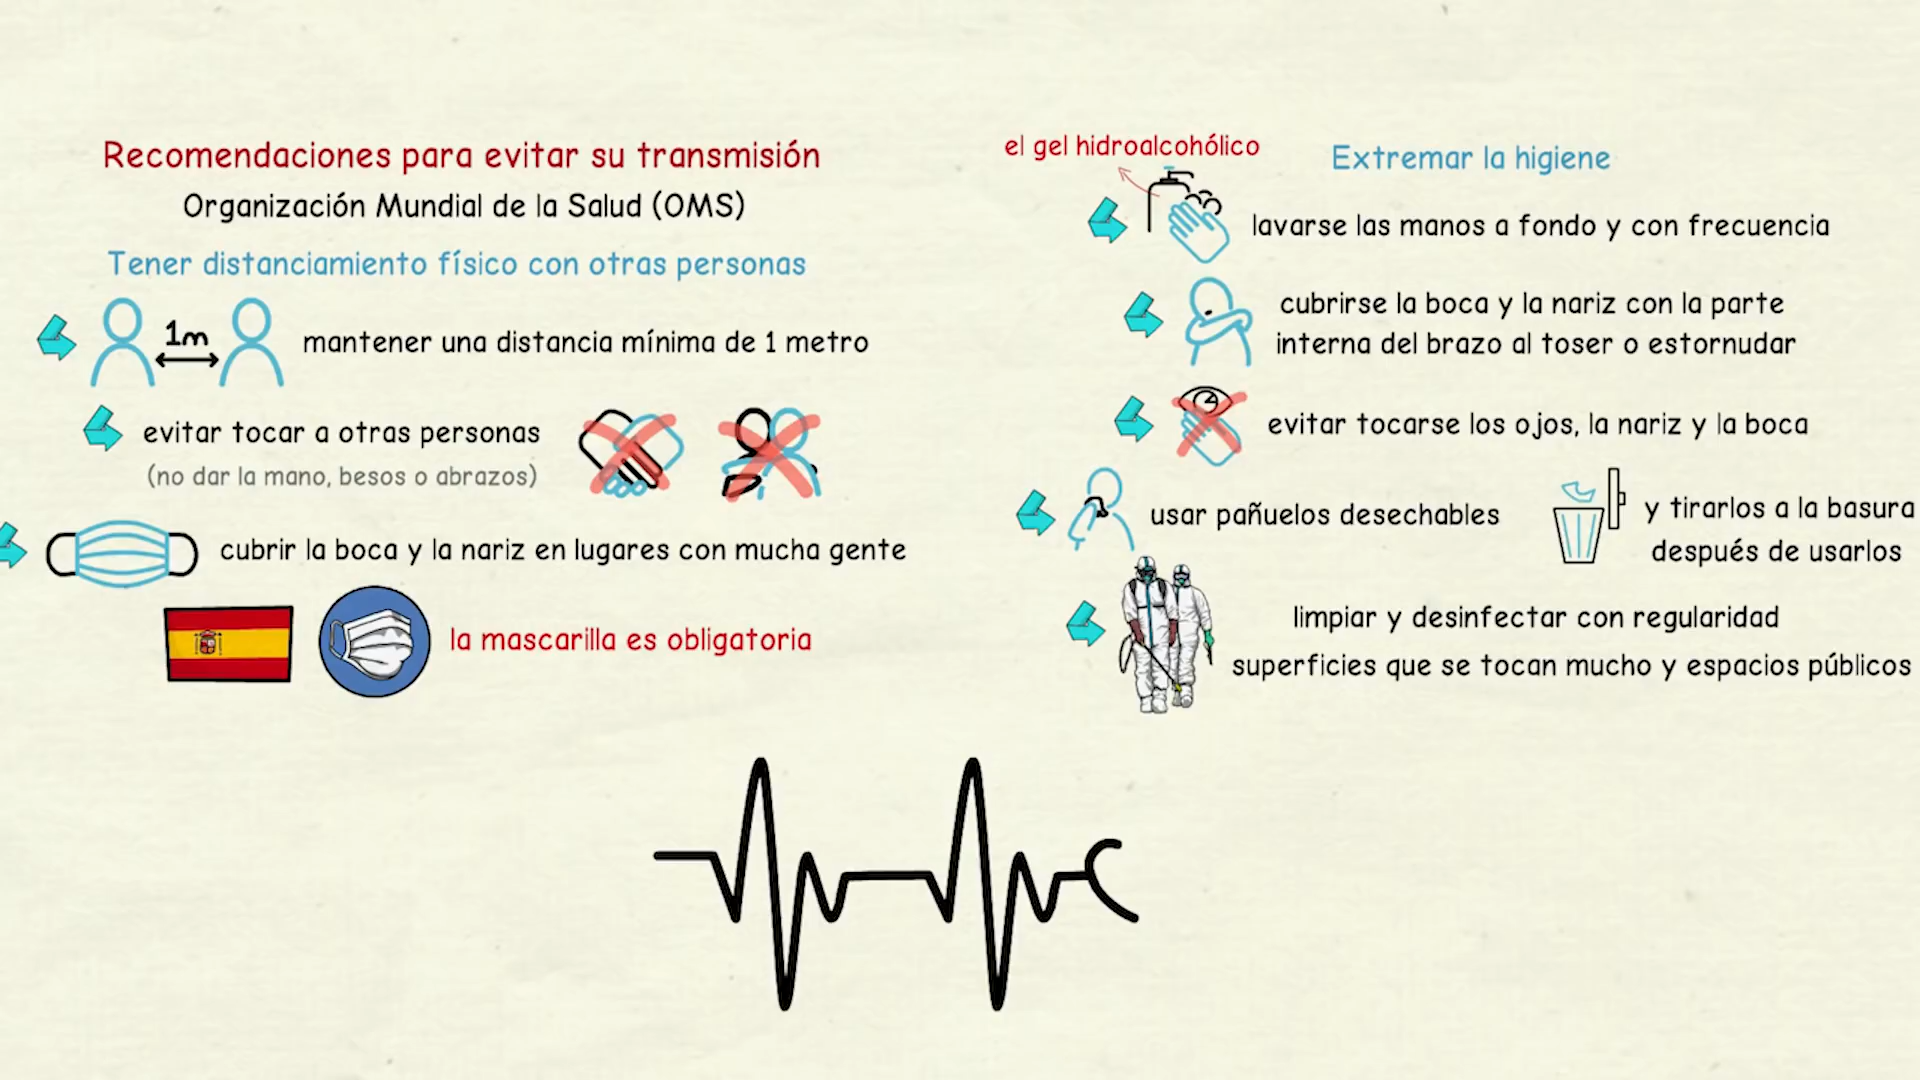 Recomendaciones para evitar su transmisión
Organización Mundial de la Salud (OMS)
Tener distanciamiento físico con otras personas
1m
mantener una distancia mínima de 1 metro
evitar tocar a otras personas
(no dar la mano, besos o abrazos)
cubrir la boca y la nariz en lugares con mucha gente
la mascarilla es obligatoria
el gel hidroalcohólico
Extremar la higiene
lavarse las manos a fondo y con frecuencia
cubrirse la boca y la nariz con la parte
interna del brazo al toser o estornudar
evitar tocarse los ojos, la nariz y la boca
usar pañuelos desechables
y tirarlos a la basura
después de usarlos
limpiar y desinfectar con regularidad
superficies que se tocan mucho y espacios públicos